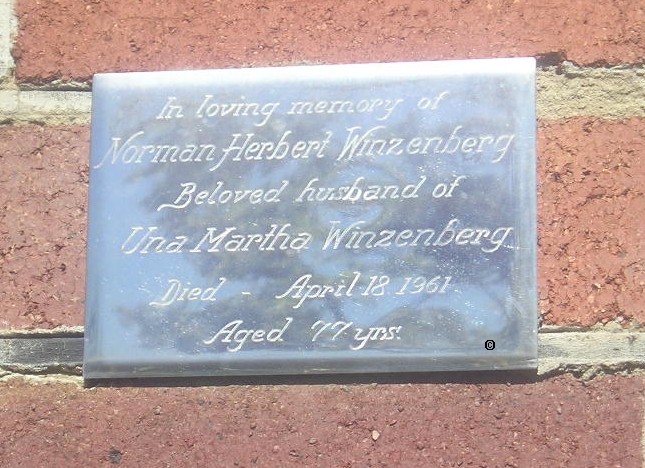 In loving memory of
Norman Herbert Winzenberg
Beloved husband of
Una Martha Winzenberg
Died - April 18 1961
Aged 77 yrs.
©